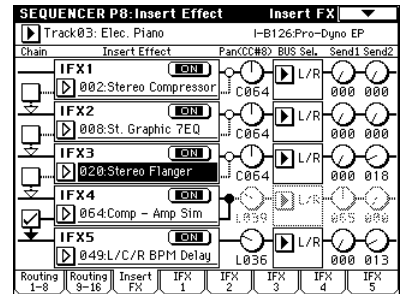 SEQUENCER P8:Insert Effect Insert FX
Track03: Elec. Piano I-B126:Pro-Dyno EP
Chain Insert Effect Pan(CC#8) BUS Sel. Send1 Send2
IFX1 ON L/R
002:Stereo Compressor C064 000 000
IFX2 ON L/R
008:St. Graphic 7EQ C064 000 000
IFX3 ON L/R
020:Stereo Flanger C064 000 018
IFX4 ON L/R
064:Comp - Amp Sim L039
IFX5 ON L/R
049:L/C/R BPM Delay L036 000 013
Routing 1-8 Routing 9-16 Insert FX IFX 1 IFX 2 IFX 3 IFX 4 IFX 5